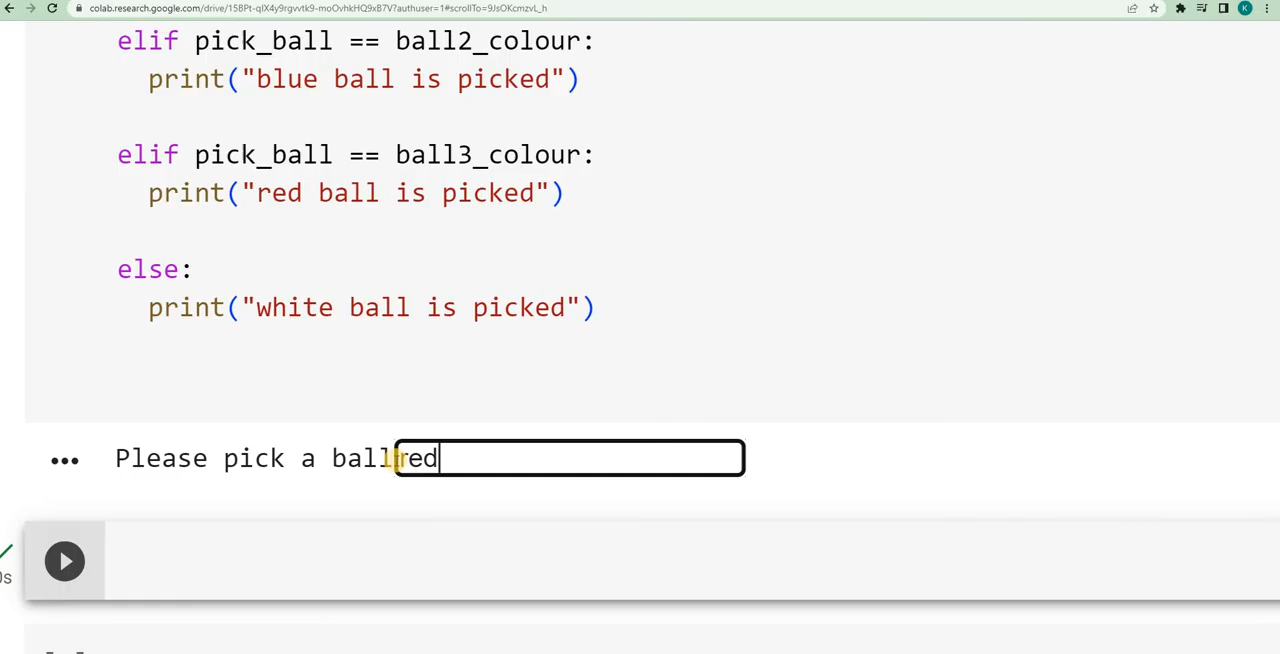 colab.research.google.com/drive/15BPt-qIX4y9rgvvtk9-moOvhkHQ9xB7V?authuser=1#scrollTo=9JsOKcmzvL_h
K
elif pick_ball == ball2_colour:
print("blue ball is picked")
elif pick_ball == ball3_colour:
print("red ball is picked")
else:
print("white ball is picked")
Please pick a ball red
0s